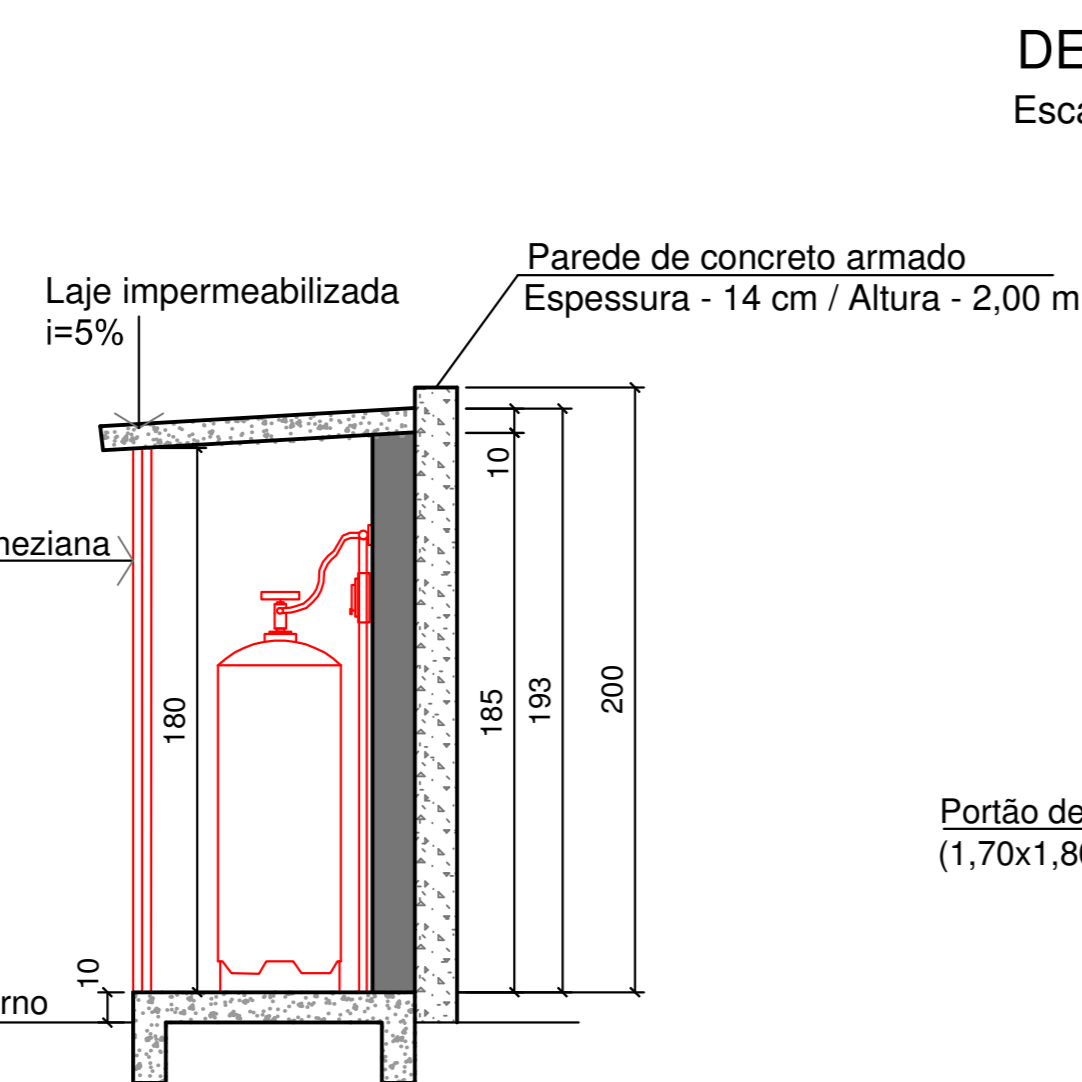 DE
Esca
Parede de concreto armado
Espessura - 14 cm / Altura - 2,00 m
Laje impermeabilizada
i=5%
10
neziana
180
185
193
200
Portão de
(1,70x1,80
10
rno